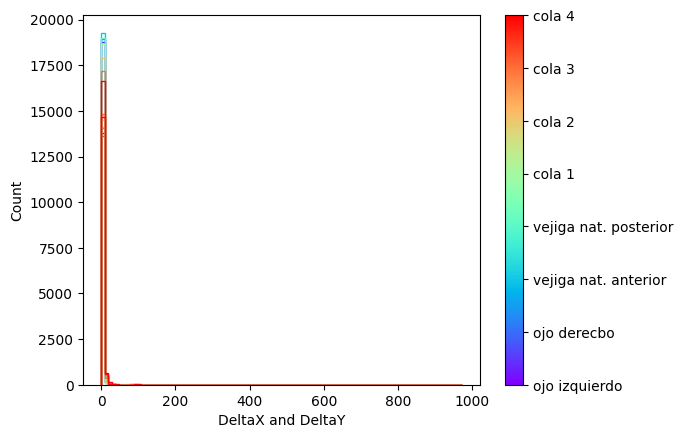 20000
17500
15000
12500
10000
7500
5000
2500
0
Count
0
200
400
600
800
1000
DeltaX and DeltaY
cola 4
cola 3
cola 2
cola 1
vejiga nat. posterior
vejiga nat. anterior
ojo derecbo
ojo izquierdo